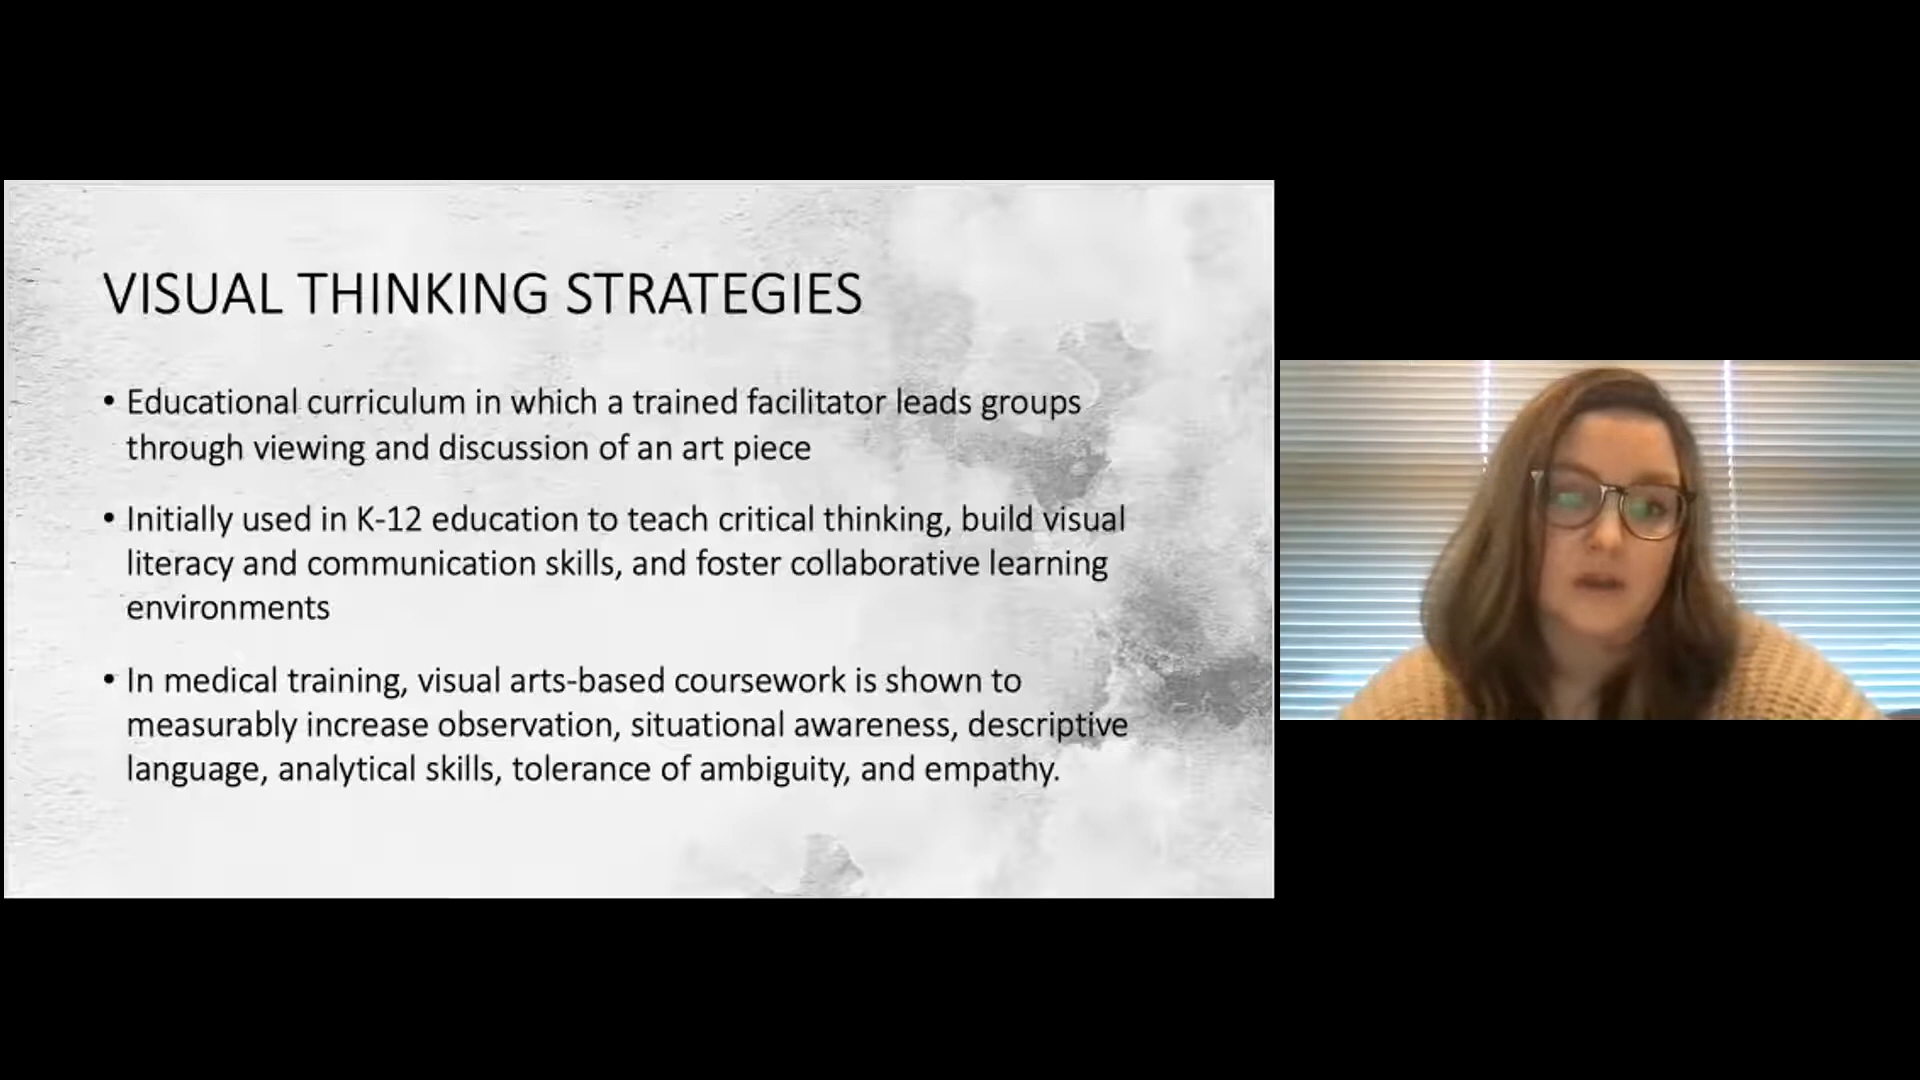 VISUAL THINKING STRATEGIES
• Educational curriculum in which a trained facilitator leads groups
through viewing and discussion of an art piece
• Initially used in K-12 education to teach critical thinking, build visual
literacy and communication skills, and foster collaborative learning
environments
• In medical training, visual arts-based coursework is shown to
measurably increase observation, situational awareness, descriptive
language, analytical skills, tolerance of ambiguity, and empathy.